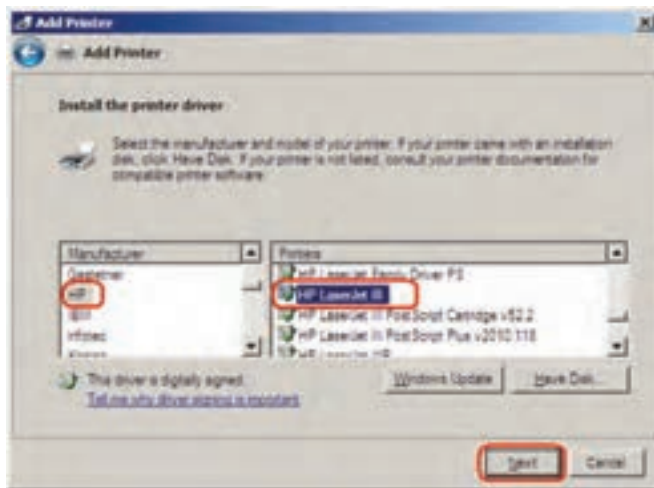 Add Printer
Add Printer
Install the printer driver
Select the manufacturer and model of your printer. If your printer came with an installation
disk, click Have Disk. If your printer is not listed, consult your printer documentation for
compatible printer software.
Manufacturer
Gestetner
HP
IBM
infotec
Printers
HP LaserJet Family Driver PS
HP LaserJet III
HP LaserJet III PostScript Cartridge v52.2
HP LaserJet III PostScript Plus v2010.118
This driver is digitally signed.
Tell me why driver signing is important
Windows Update
Have Disk...
Next
Cancel